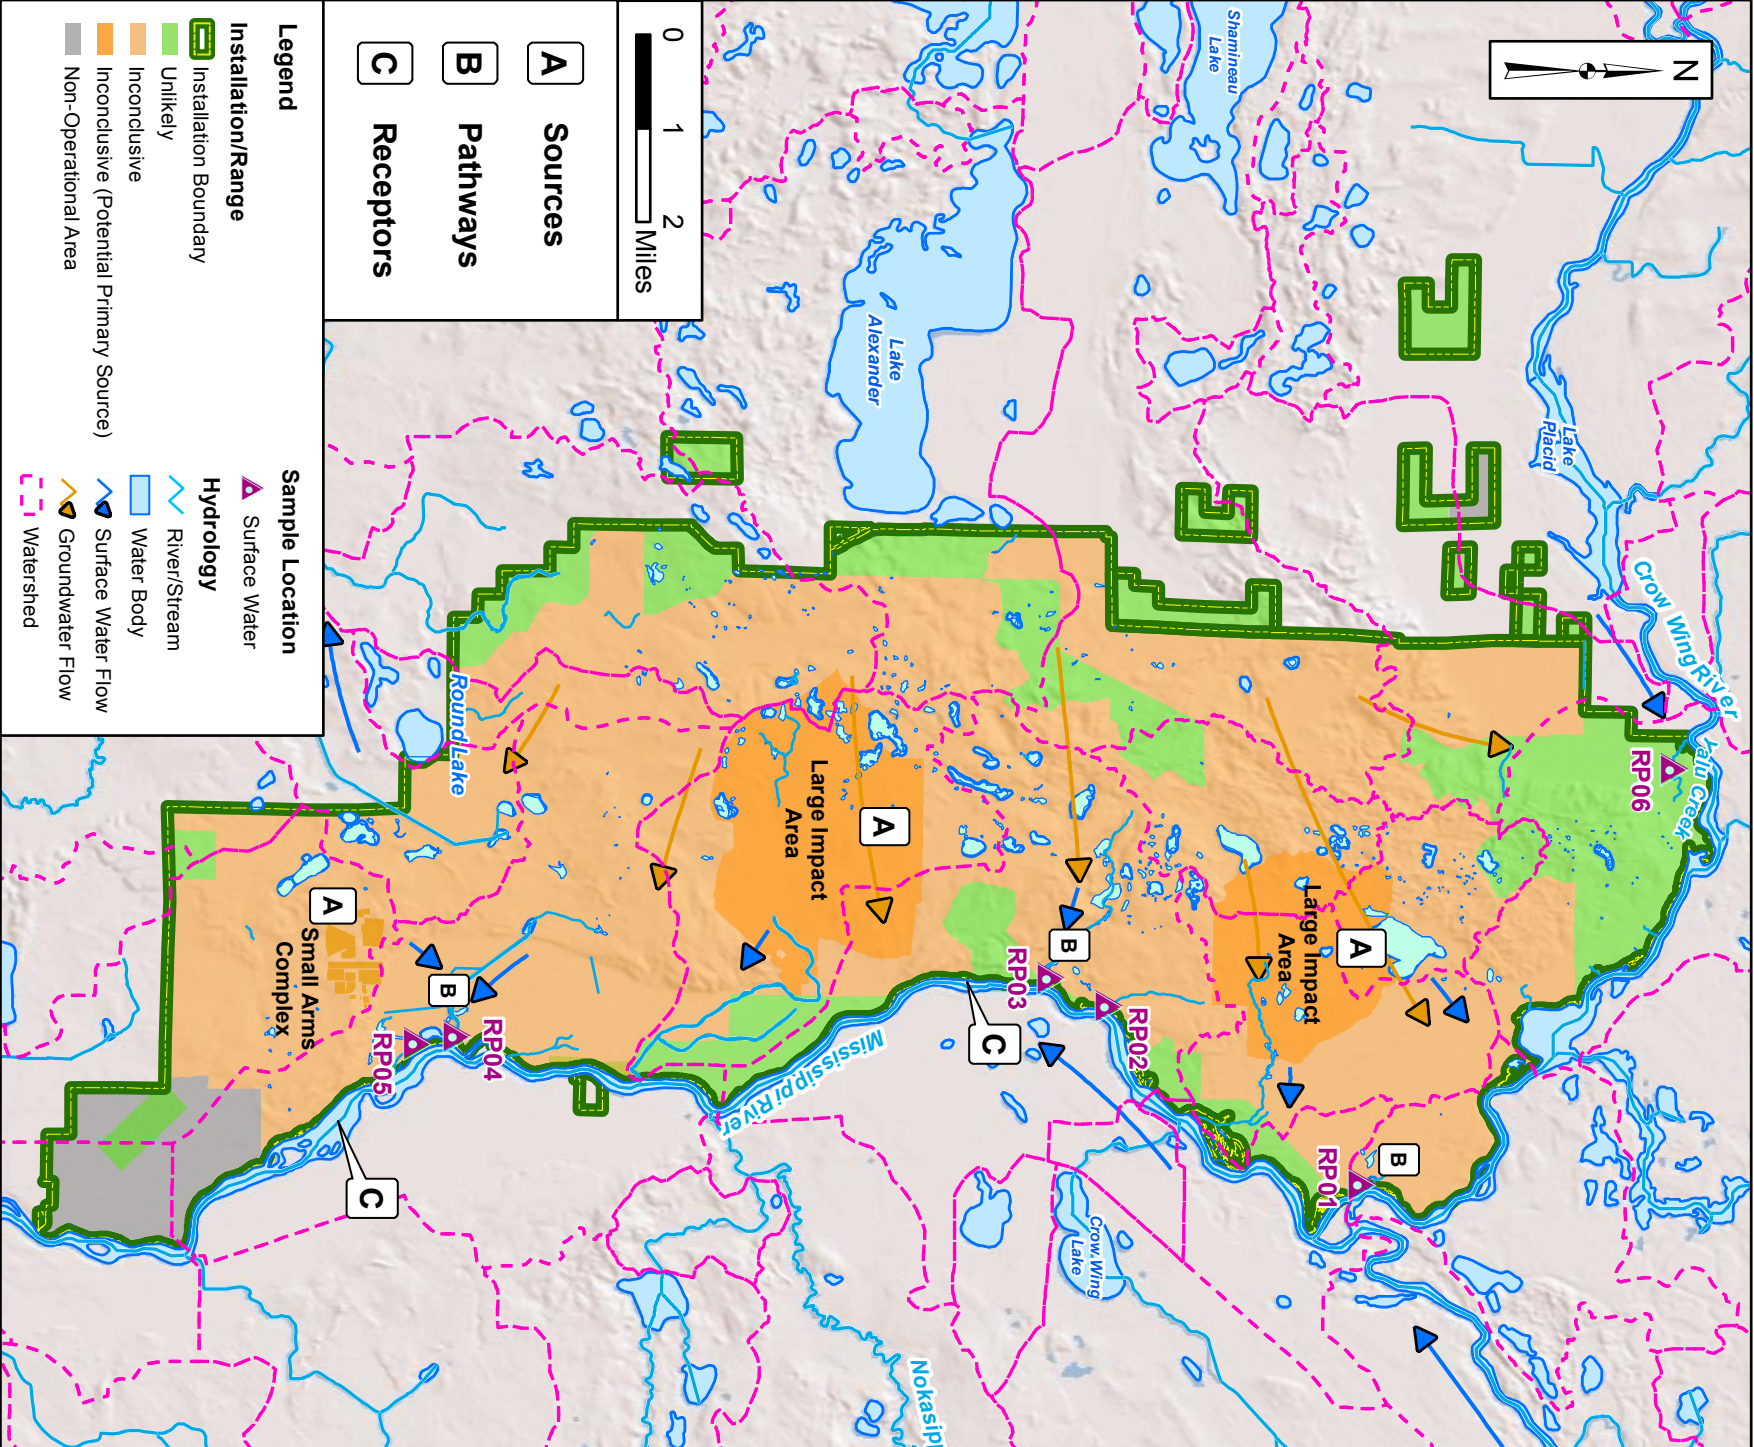 N
Shamineau
Lake
Lake
Alexander
Lake
Placid
Crow Wing River
Yalu Creek
RP06
Round Lake
Large Impact
Area
A
Large Impact
Area
A
A
Small Arms
Complex
B
B
B
RP03
RP02
RP01
RP04
RP05
C
C
Mississippi River
Crow Wing
Lake
Nokasip
0 1 2
Miles
A Sources
B Pathways
C Receptors
Legend
Installation/Range
Installation Boundary
Unlikely
Inconclusive
Inconclusive (Potential Primary Source)
Non-Operational Area
Sample Location
Surface Water
Hydrology
River/Stream
Water Body
Surface Water Flow
Groundwater Flow
Watershed